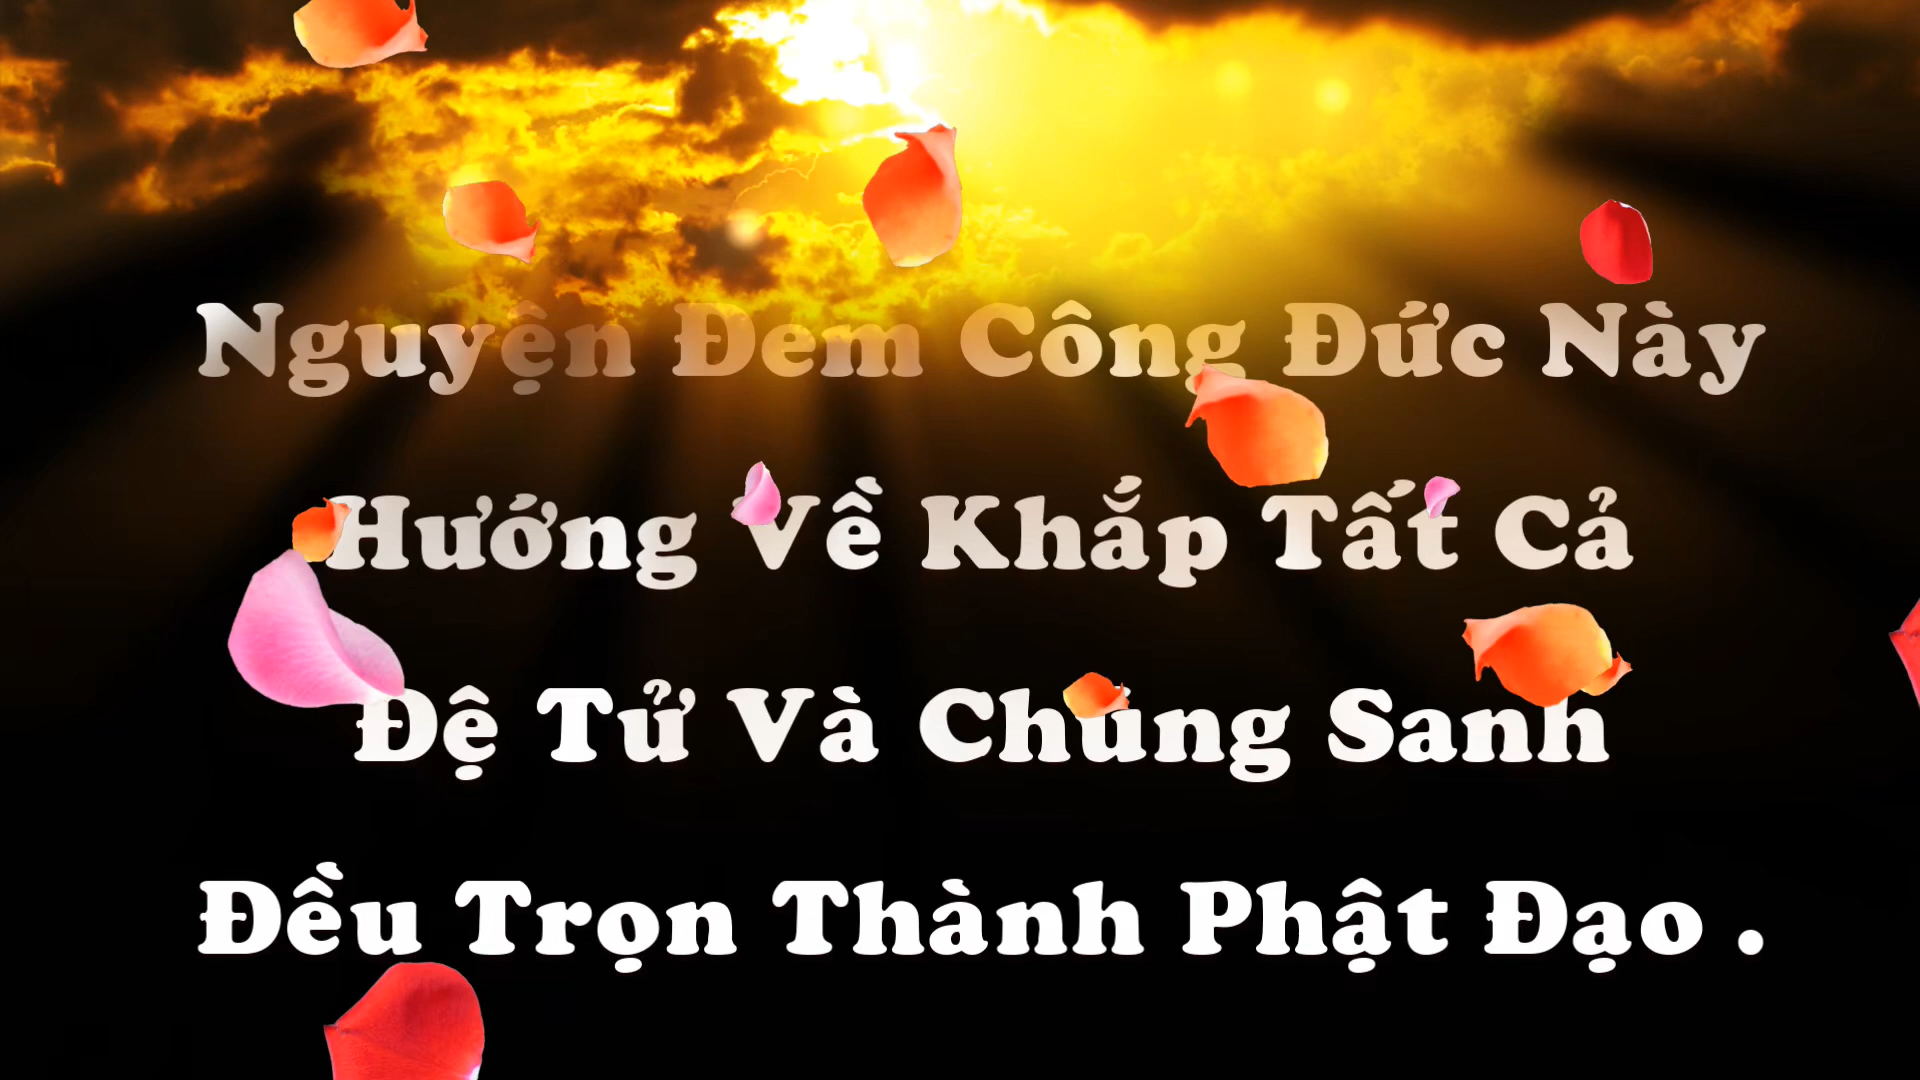 Nguyện Đem Công Đức Này
Hướng Về Khắp Tất Cả
Đệ Tử Và Chúng Sanh
Đều Trọn Thành Phật Đạo .